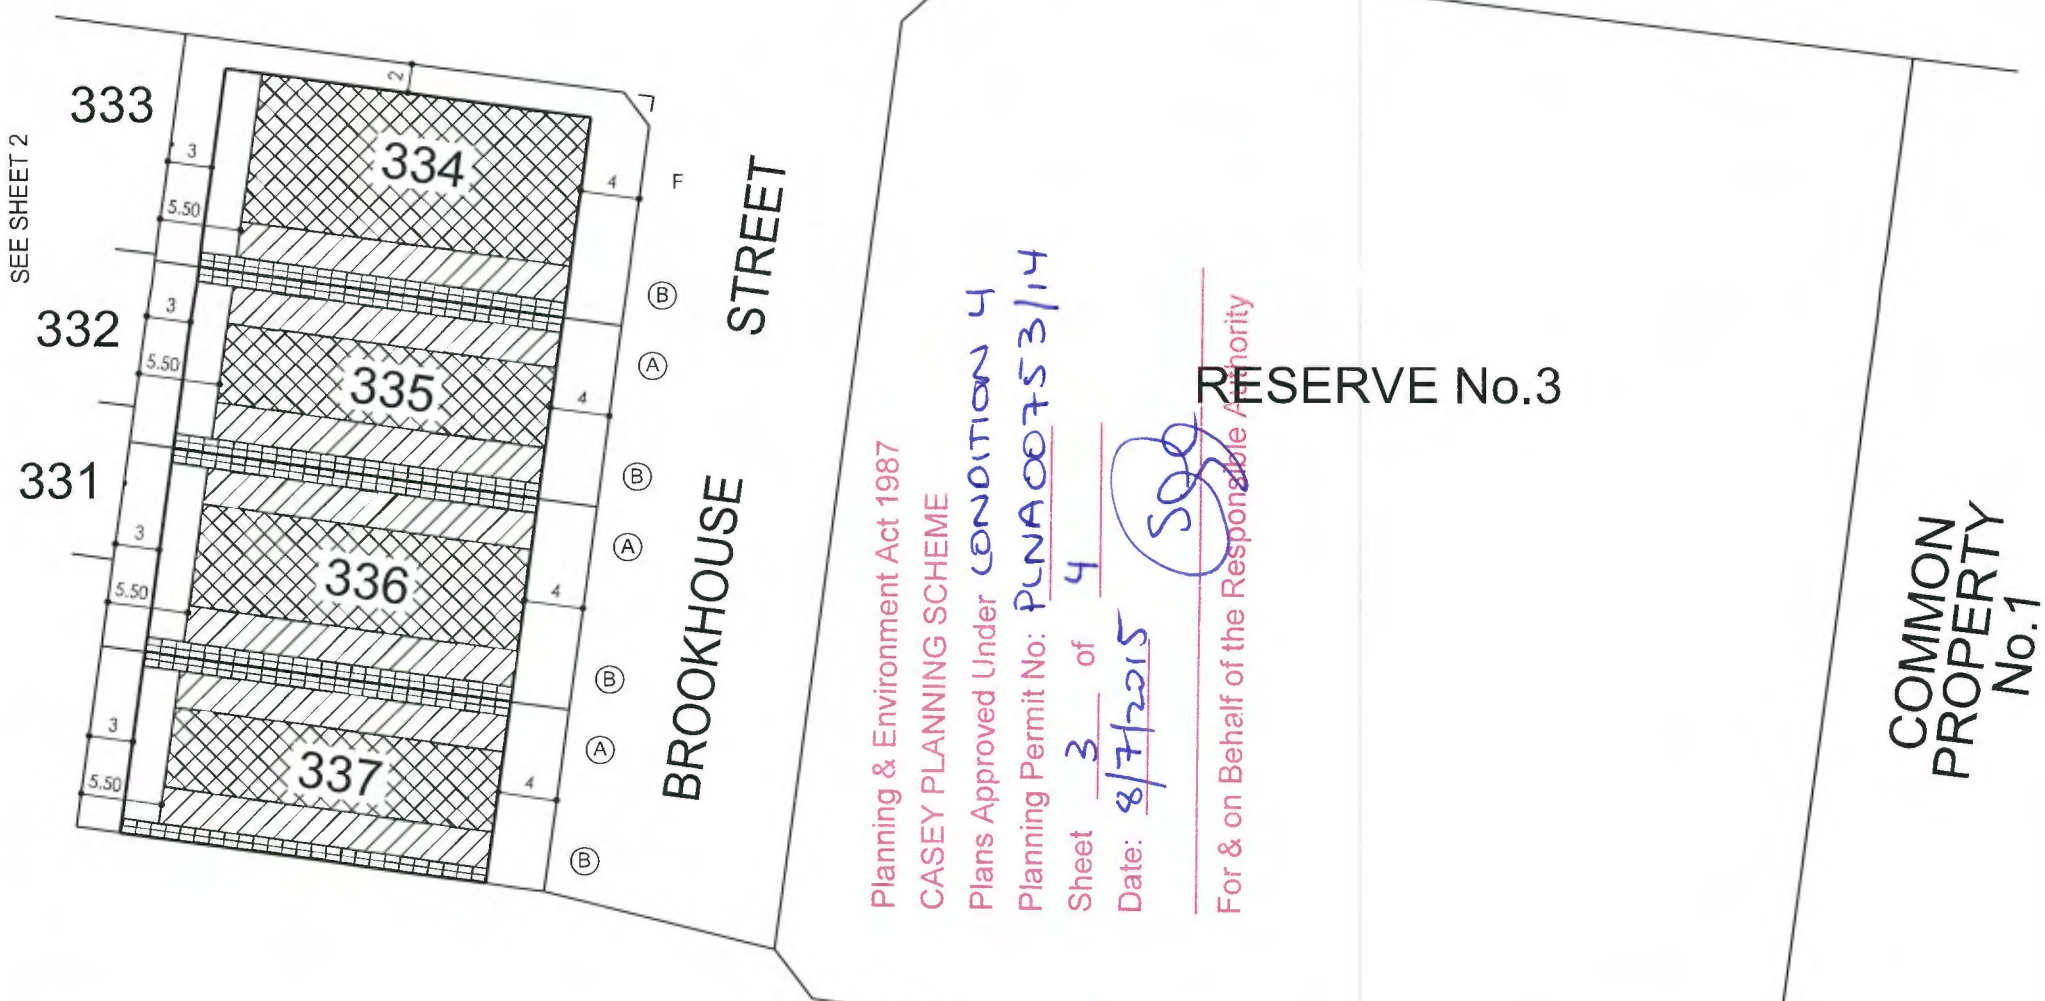 SEE SHEET 2
333
332
331
2
334
3
5.50
4
F
B
3
5.50
335
A
4
B
3
5.50
336
A
4
B
3
5.50
337
A
4
B
BROOKHOUSE STREET
Planning & Environment Act 1987
CASEY PLANNING SCHEME
Plans Approved Under CONDITION 4
Planning Permit No: PLNA00753/14
Sheet 3 of 4
Date: 8/7/2015
For & on Behalf of the Responsible Authority
RESERVE No.3
COMMON
PROPERTY
No.1